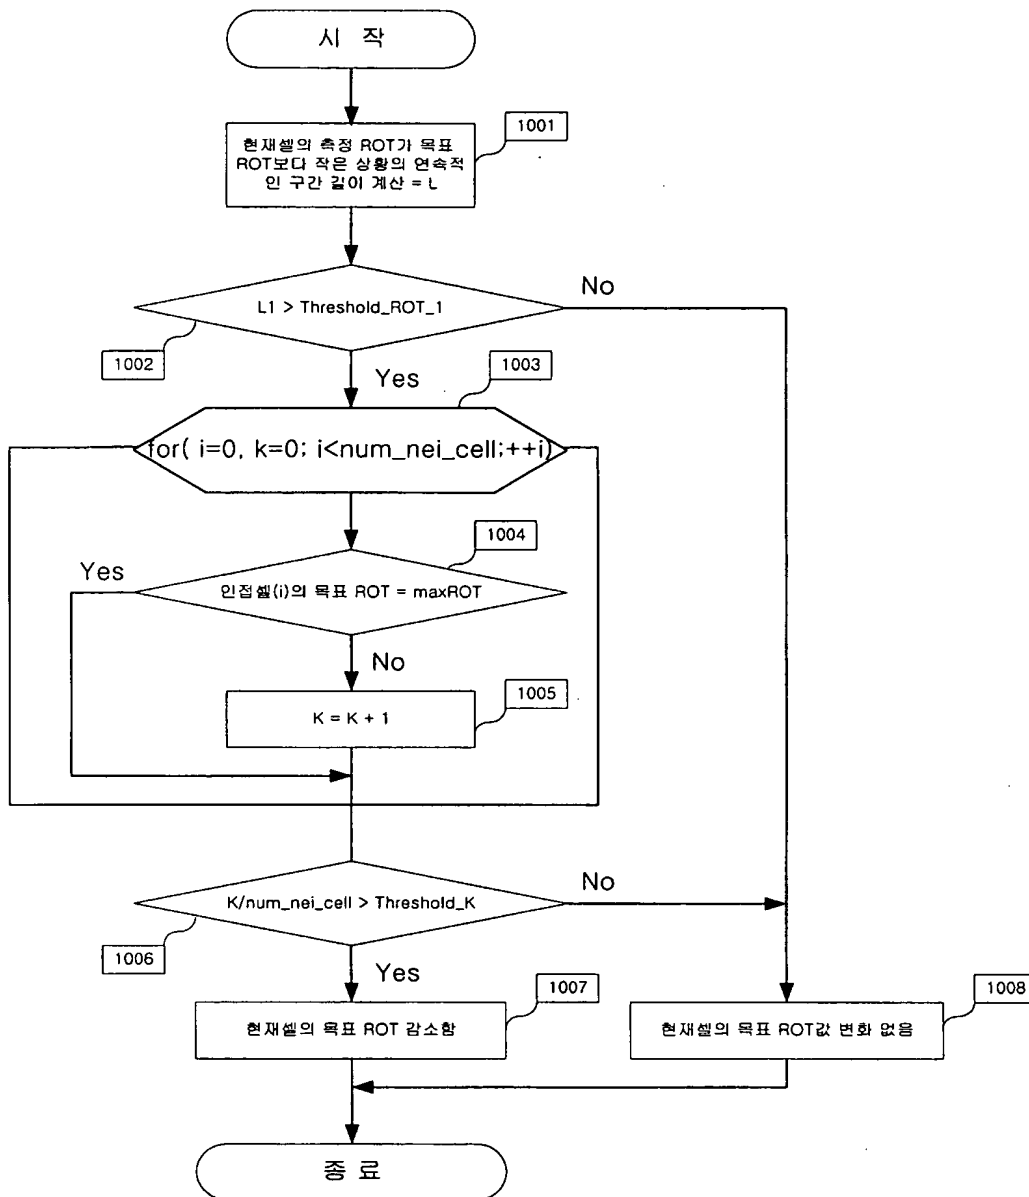 시 작
1001
현재셀의 측정 ROT가 목표
ROT보다 작은 상황의 연속적
인 구간 길이 계산 = L
L1 > Threshold_ROT_1
No
1002
Yes
1003
for( i=0, k=0; i<num_nei_cell;++i)
1004
Yes
인접셀(i)의 목표 ROT = maxROT
No
1005
K = K + 1
K/num_nei_cell > Threshold_K
No
1006
Yes
1007
현재셀의 목표 ROT 감소함
1008
현재셀의 목표 ROT값 변화 없음
종 료